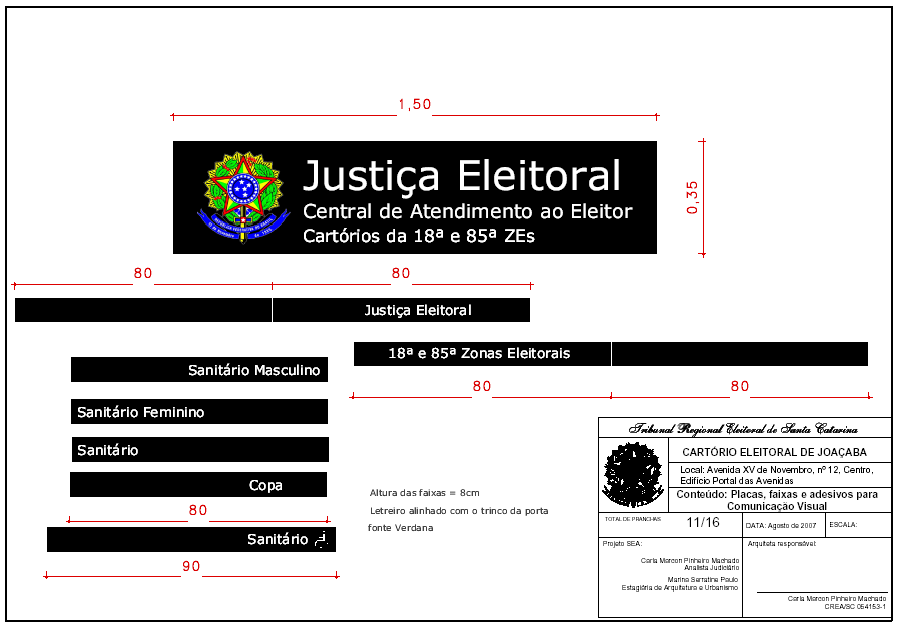 1,50
Justiça Eleitoral
Central de Atendimento ao Eleitor
Cartórios da 18ª e 85ª ZEs
0,35
80
80
Justiça Eleitoral
18ª e 85ª Zonas Eleitorais
80
80
Sanitário Masculino
Sanitário Feminino
Sanitário
Copa
80
Sanitário
90
Altura das faixas = 8cm
Letreiro alinhado com o trinco da porta
fonte Verdana
Tribunal Regional Eleitoral de Santa Catarina
CARTÓRIO ELEITORAL DE JOAÇABA
Local: Avenida XV de Novembro, nº 12, Centro,
Edifício Portal das Avenidas
Conteúdo: Placas, faixas e adesivos para
Comunicação Visual
TOTAL DE PRANCHAS
11/16
DATA: Agosto de 2007
ESCALA:
Projeto SEA:
Carla Mercon Pinheiro Machado
Analista Judiciário
Marine Serratine Paulo
Estagiária de Arquitetura e Urbanismo
Arquiteta responsável:
Carla Mercon Pinheiro Machado
CREA/SC 054153-1